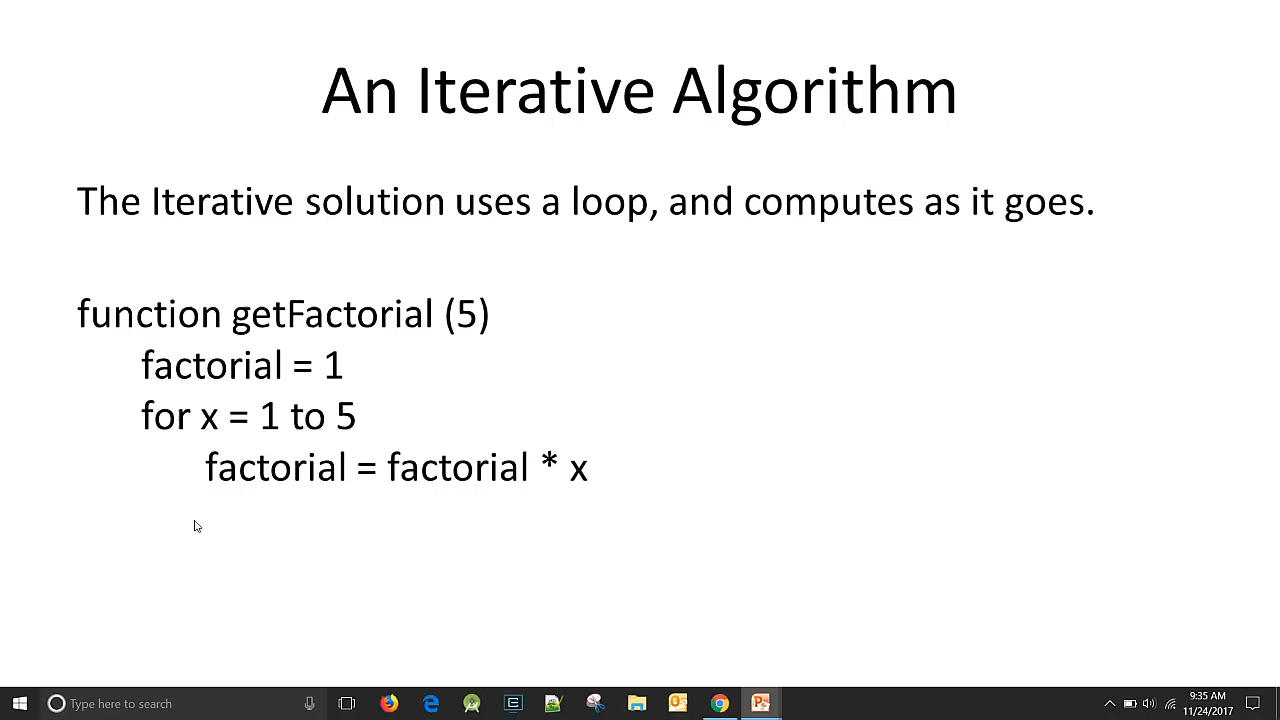 An Iterative Algorithm
The Iterative solution uses a loop, and computes as it goes.
function getFactorial (5)
factorial = 1
for x = 1 to 5
factorial = factorial * x
Type here to search
9:35 AM
11/24/2017